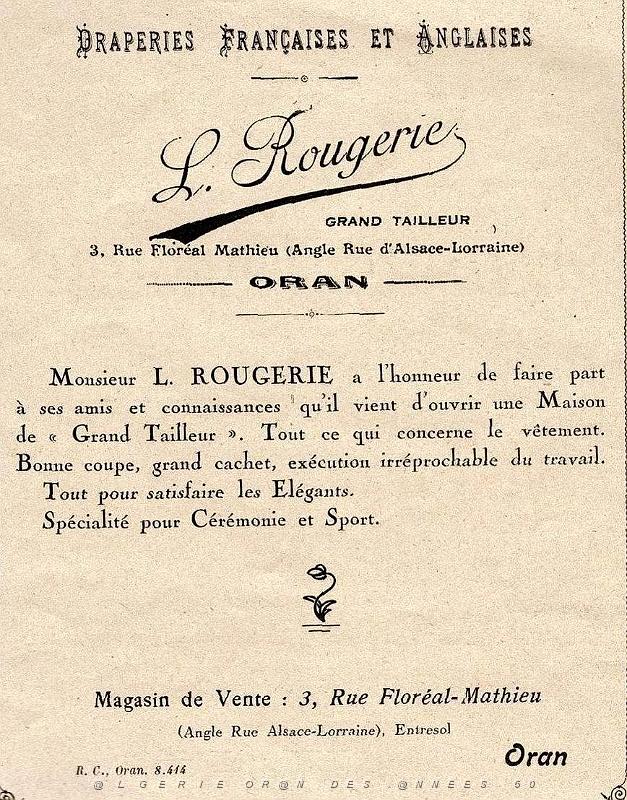 DRAPERIES FRANÇAISES ET ANGLAISES
L. Rougerie
GRAND TAILLEUR
3, Rue Floréal Mathieu (Angle Rue d'Alsace-Lorraine)
ORAN
Monsieur L. ROUGERIE a l'honneur de faire part
à ses amis et connaissances qu'il vient d'ouvrir une Maison
de « Grand Tailleur ». Tout ce qui concerne le vêtement.
Bonne coupe, grand cachet, exécution irréprochable du travail.
Tout pour satisfaire les Elégants.
Spécialité pour Cérémonie et Sport.
Magasin de Vente : 3, Rue Floréal-Mathieu
(Angle Rue Alsace-Lorraine), Entresol
Oran
R. C., Oran. 8.414
@LGERIE OR@N DES @NNEES 50